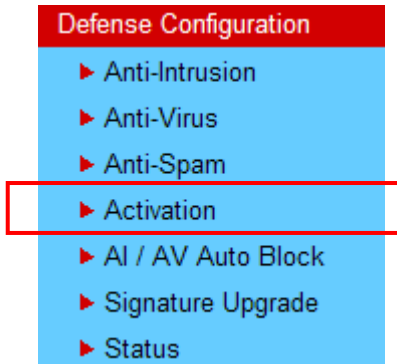 Defense Configuration
Anti-Intrusion
Anti-Virus
Anti-Spam
Activation
AI / AV Auto Block
Signature Upgrade
Status